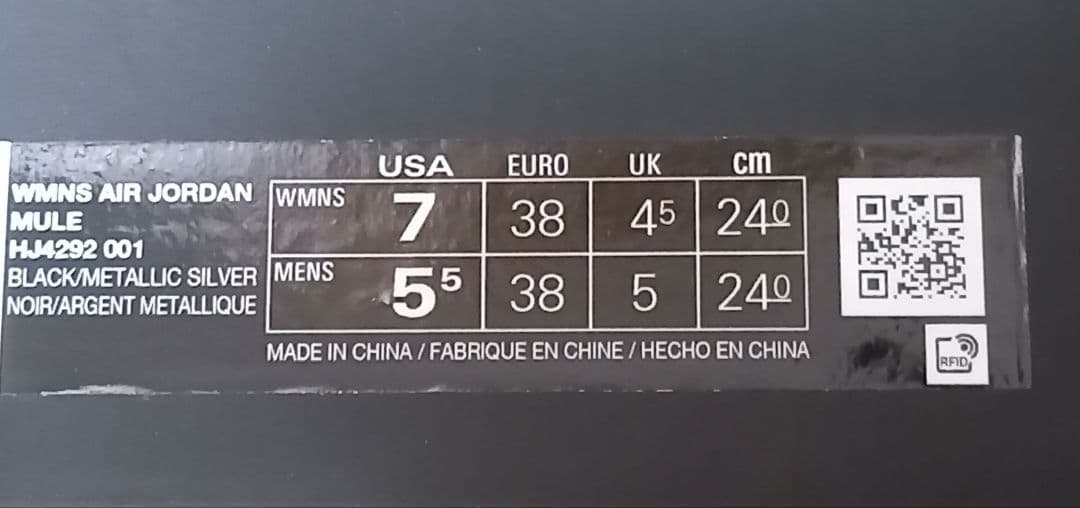 USA EURO UK cm
WMNS AIR JORDAN
MULE
HJ4292 001
BLACK/METALLIC SILVER
NOIR/ARGENT METALLIQUE
WMNS 7 38 45 240
MENS 55 38 5 240
MADE IN CHINA / FABRIQUE EN CHINE / HECHO EN CHINA
RFID